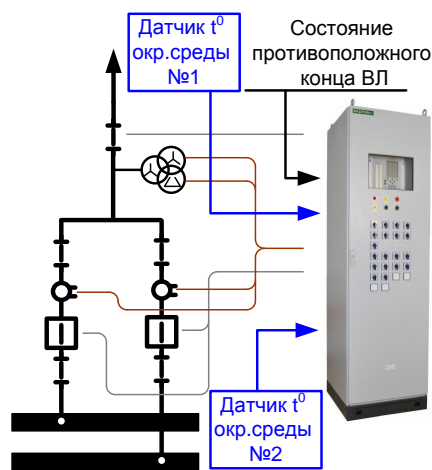 Датчик t⁰
окр.среды
№1
Состояние
противоположного
конца ВЛ
Датчик t⁰
окр.среды
№2